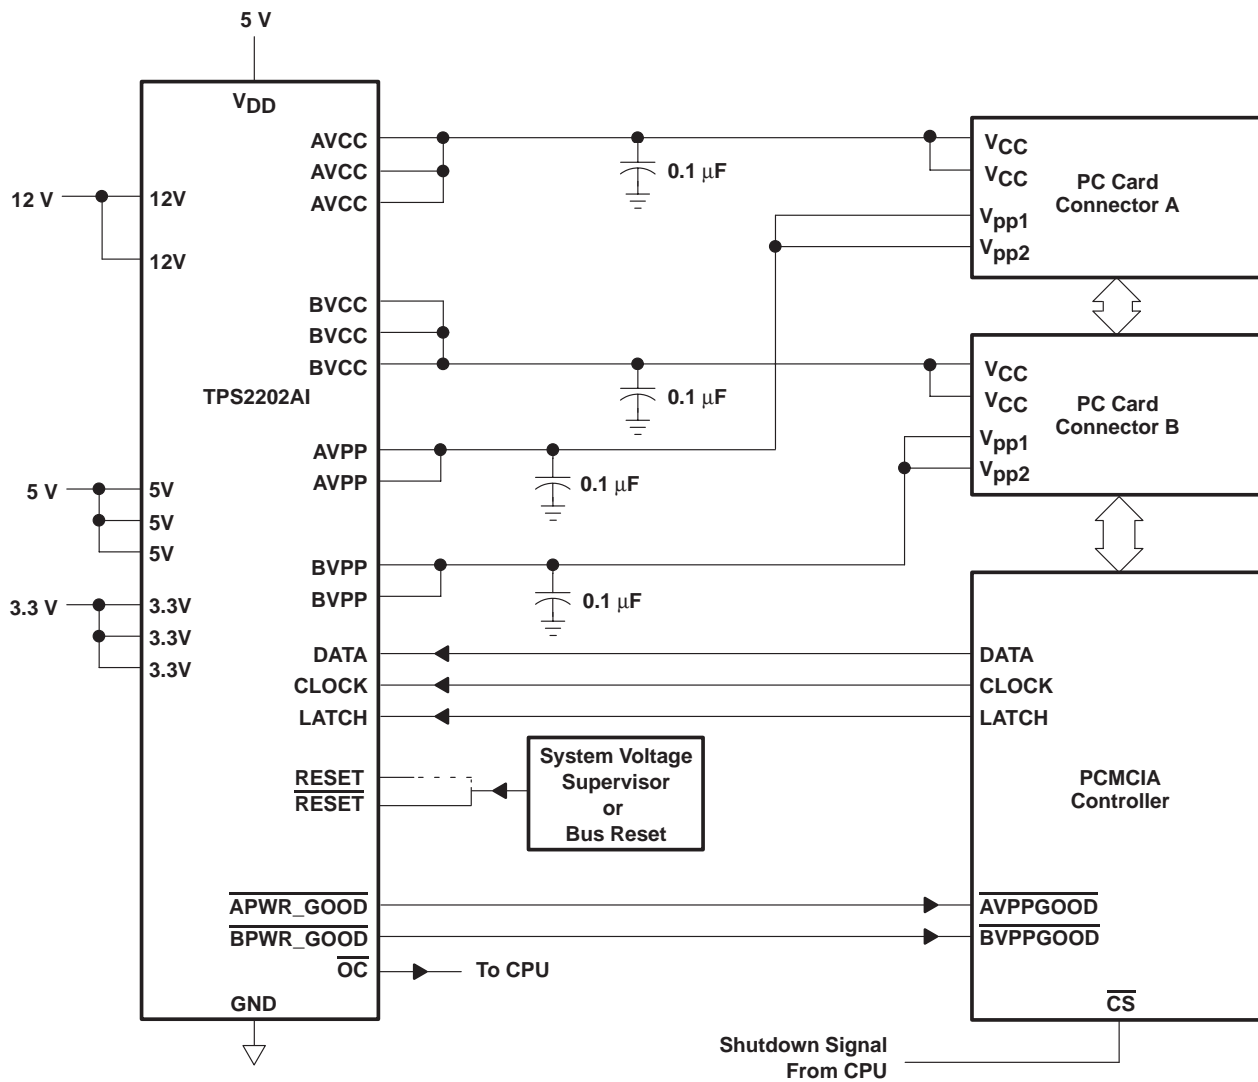 5 V
VDD
AVCC
AVCC
AVCC
12 V
12V
12V
0.1 μF
VCC
VCC
Vpp1
Vpp2
PC Card
Connector A
BVCC
BVCC
BVCC
TPS2202AI
0.1 μF
VCC
VCC
Vpp1
Vpp2
PC Card
Connector B
AVPP
AVPP
0.1 μF
5 V
5V
5V
5V
BVPP
BVPP
0.1 μF
3.3 V
3.3V
3.3V
3.3V
DATA
CLOCK
LATCH
DATA
CLOCK
LATCH
RESET
RESET
System Voltage
Supervisor
or
Bus Reset
PCMCIA
Controller
APWR_GOOD
BPWR_GOOD
OC
To CPU
AVPPGOOD
BVPPGOOD
GND
CS
Shutdown Signal
From CPU